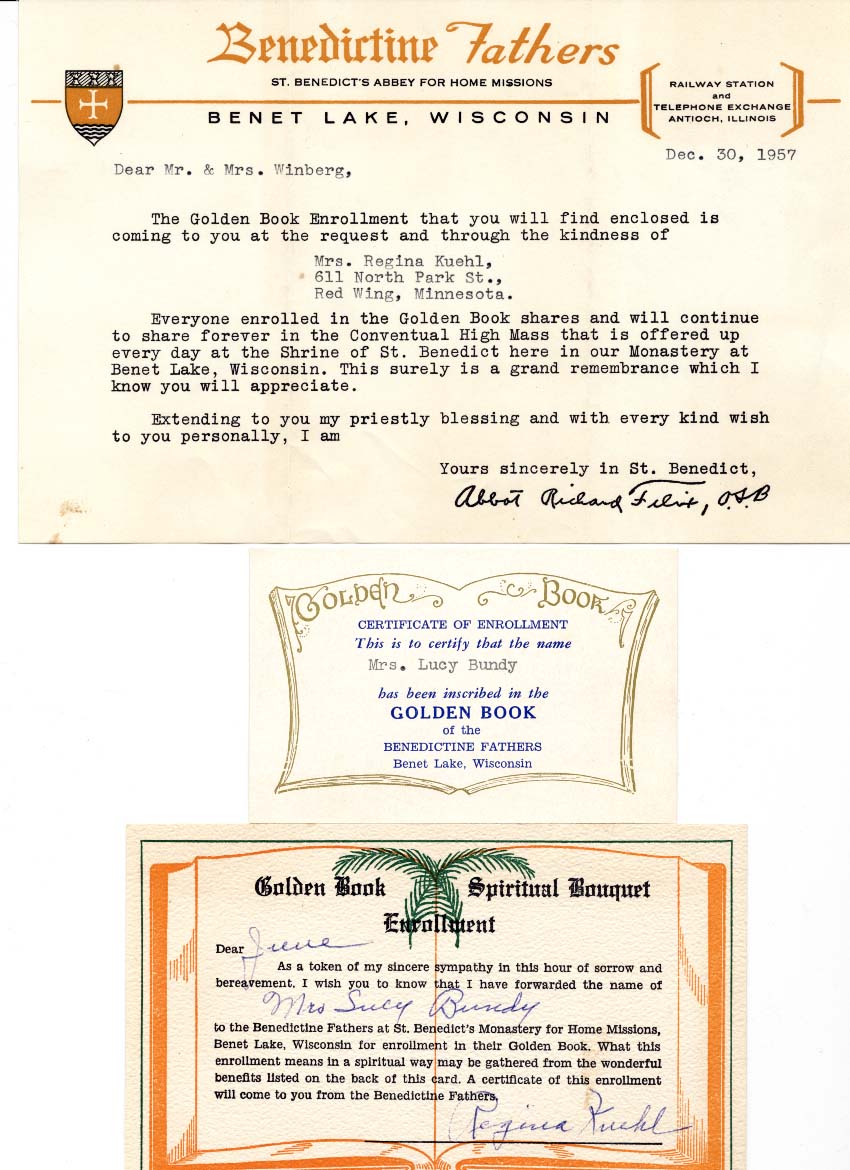 Benedictine Fathers
ST. BENEDICT'S ABBEY FOR HOME MISSIONS
BENET LAKE, WISCONSIN
RAILWAY STATION
and
TELEPHONE EXCHANGE
ANTIOCH, ILLINOIS
Dec. 30, 1957
Dear Mr. & Mrs. Winberg,
The Golden Book Enrollment that you will find enclosed is
coming to you at the request and through the kindness of
Mrs. Regina Kuehl,
611 North Park St.,
Red Wing, Minnesota.
Everyone enrolled in the Golden Book shares and will continue
to share forever in the Conventual High Mass that is offered up
every day at the Shrine of St. Benedict here in our Monastery at
Benet Lake, Wisconsin. This surely is a grand remembrance which I
know you will appreciate.
Extending to you my priestly blessing and with every kind wish
to you personally, I am
Yours sincerely in St. Benedict,
Abbot Richard Felix, O.S.B
GOLDEN BOOK
CERTIFICATE OF ENROLLMENT
This is to certify that the name
Mrs. Lucy Bundy
has been inscribed in the
GOLDEN BOOK
of the
BENEDICTINE FATHERS
Benet Lake, Wisconsin
Golden Book Spiritual Bouquet
Enrollment
Dear June
As a token of my sincere sympathy in this hour of sorrow and
bereavement, I wish you to know that I have forwarded the name of
Mrs Lucy Bundy
to the Benedictine Fathers at St. Benedict's Monastery for Home Missions,
Benet Lake, Wisconsin for enrollment in their Golden Book. What this
enrollment means in a spiritual way may be gathered from the wonderful
benefits listed on the back of this card. A certificate of this enrollment
will come to you from the Benedictine Fathers.
Regina Kuehl